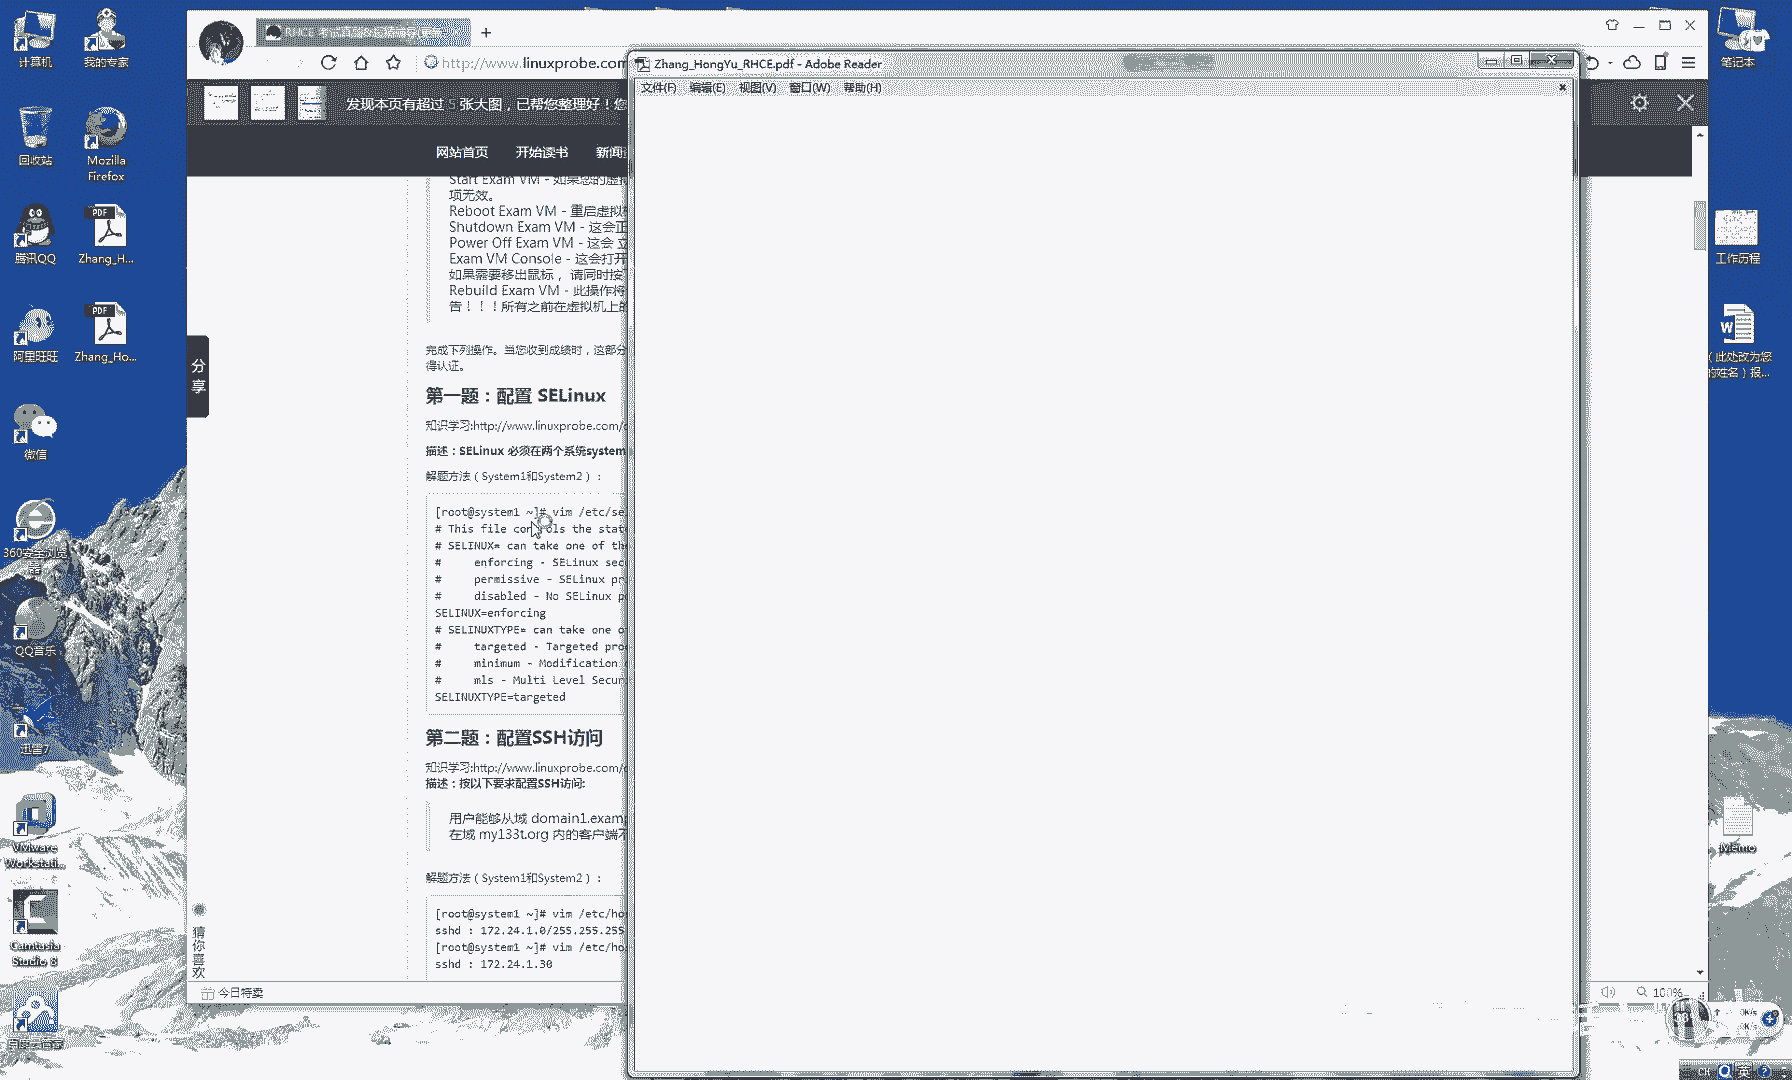 计算机
我的专家
回收站
Mozilla
Firefox
腾讯QQ
PDF
Zhang_H...
阿里旺旺
PDF
Zhang_Ho...
微信
360安全浏览
器
QQ音乐
迅雷7
VMware
Workstati...
Camtasia
Studio 8
RHCE
http://www.linuxprobe.com
发现本页有超过 5 张大图，已帮您整理好！您
网站首页
开始读书
新闻
分享
Start Exam VM - 如果您的虚拟
项无效。
Reboot Exam VM - 重启虚拟
Shutdown Exam VM - 这会正
Power Off Exam VM - 这会 立
Exam VM Console - 这会打开
如果需要移出鼠标， 请同时按
Rebuild Exam VM - 此操作将
告！！！所有之前在虚拟机上的
完成下列操作。当您收到成绩时，这部分
得认证。
第一题：配置 SELinux
知识学习:http://www.linuxprobe.com/
描述：SELinux 必须在两个系统system
解题方法（System1和System2）：
[root@system1 ~]# vim /etc/se
# This file controls the stat
# SELINUX= can take one of the
# enforcing - SELinux sec
# permissive - SELinux pr
# disabled - No SELinux p
SELINUX=enforcing
# SELINUXTYPE= can take one o
# targeted - Targeted pro
# minimum - Modification
# mls - Multi Level Secur
SELINUXTYPE=targeted
第二题：配置SSH访问
知识学习:http://www.linuxprobe.com/
描述：按以下要求配置SSH访问:
用户能够从域 domain1.examp
在域 my133t.org 内的客户端不
解题方法（System1和System2）：
[root@system1 ~]# vim /etc/ho
sshd : 172.24.1.0/255.255.255
[root@system1 ~]# vim /etc/ho
sshd : 172.24.1.30
猜你喜欢
今日特卖
Zhang_HongYu_RHCE.pdf - Adobe Reader
文件(F) 编辑(E) 视图(V) 窗口(W) 帮助(H)
100%
笔记本
工作历程
（此处改为您
的姓名）报...
Memo
38
0K/s
0K/s
CH
英